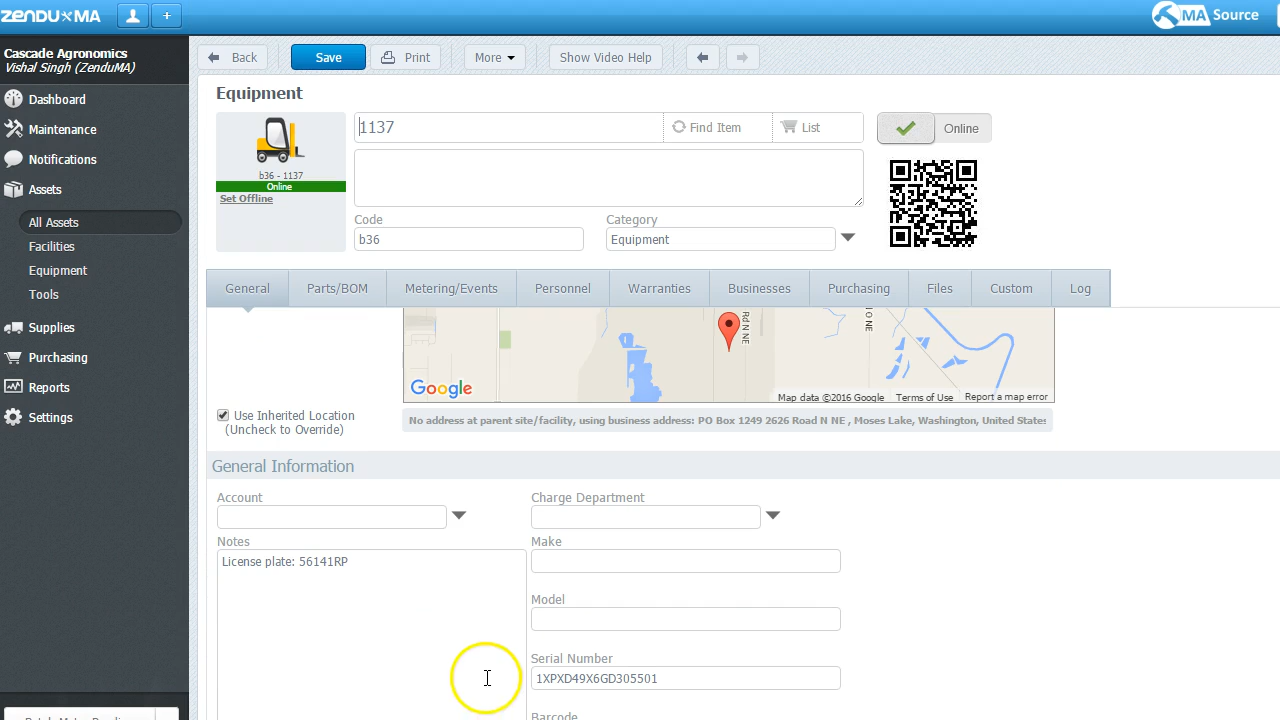 ZENDU MA
MA Source
Cascade Agronomics
Vishal Singh (ZenduMA)
Back
Save
Print
More
Show Video Help
Dashboard
Maintenance
Notifications
Assets
All Assets
Facilities
Equipment
Tools
Supplies
Purchasing
Reports
Settings
Equipment
b36 - 1137
Online
Set Offline
1137
Find Item
List
Online
Code
b36
Category
Equipment
General
Parts/BOM
Metering/Events
Personnel
Warranties
Businesses
Purchasing
Files
Custom
Log
Rd N NE
O NE
Google
Map data ©2016 Google
Terms of Use
Report a map error
Use Inherited Location
(Uncheck to Override)
No address at parent site/facility, using business address: PO Box 1249 2626 Road N NE , Moses Lake, Washington, United States
General Information
Account
Charge Department
Notes
License plate: 56141RP
Make
Model
Serial Number
1XPXD49X6GD305501
Barcode